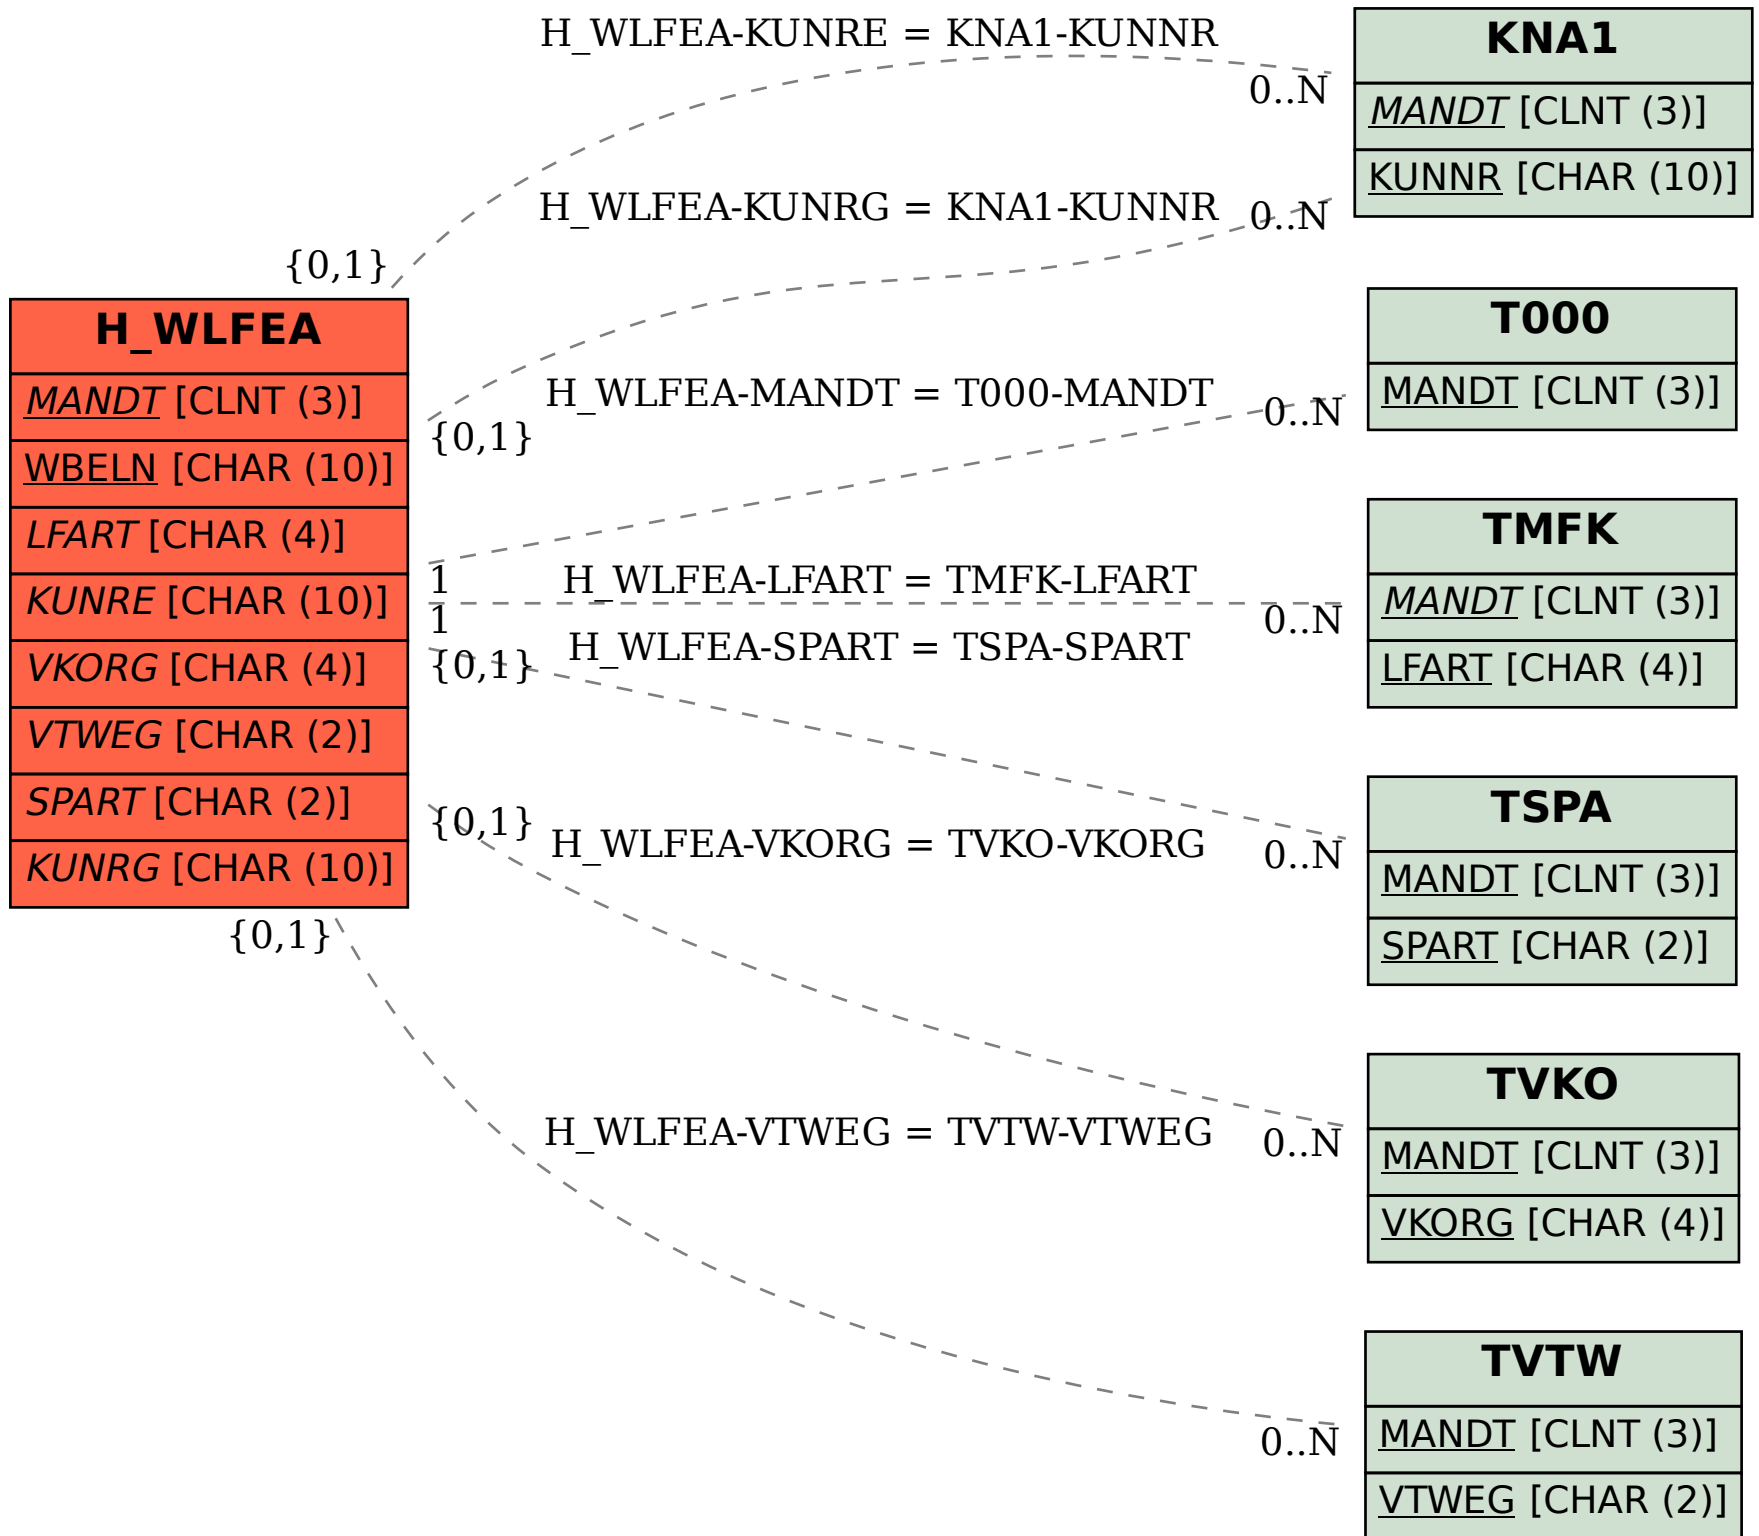 H_WLFEA-KUNRE = KNA1-KUNNR
0..N
{0,1}
H_WLFEA-KUNRG = KNA1-KUNNR
0..N
{0,1}
H_WLFEA-MANDT = T000-MANDT
0..N
1
H_WLFEA-LFART = TMFK-LFART
0..N
1
H_WLFEA-SPART = TSPA-SPART
0..N
{0,1}
H_WLFEA-VKORG = TVKO-VKORG
0..N
{0,1}
H_WLFEA-VTWEG = TVTW-VTWEG
0..N
{0,1}
H_WLFEA
MANDT [CLNT (3)]
WBELN [CHAR (10)]
LFART [CHAR (4)]
KUNRE [CHAR (10)]
VKORG [CHAR (4)]
VTWEG [CHAR (2)]
SPART [CHAR (2)]
KUNRG [CHAR (10)]
KNA1
MANDT [CLNT (3)]
KUNNR [CHAR (10)]
T000
MANDT [CLNT (3)]
TMFK
MANDT [CLNT (3)]
LFART [CHAR (4)]
TSPA
MANDT [CLNT (3)]
SPART [CHAR (2)]
TVKO
MANDT [CLNT (3)]
VKORG [CHAR (4)]
TVTW
MANDT [CLNT (3)]
VTWEG [CHAR (2)]